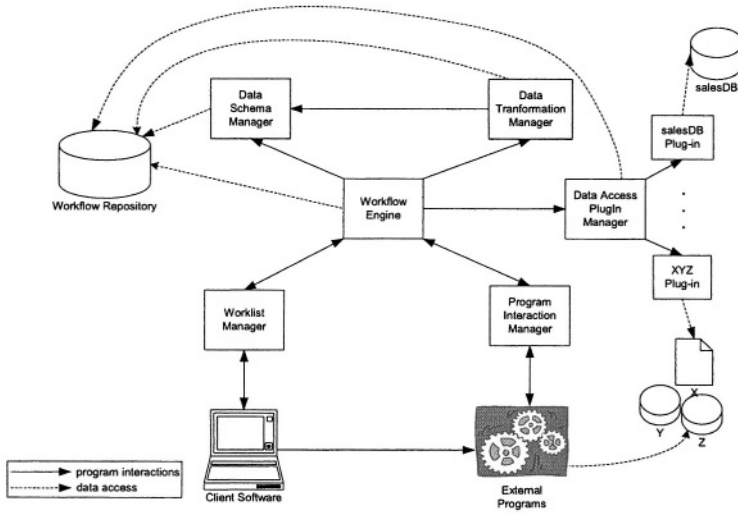 salesDB
Data
Schema
Manager
Data
Tranformation
Manager
salesDB
Plug-in
Workflow Repository
Workflow
Engine
Data Access
PlugIn
Manager
XYZ
Plug-in
Worklist
Manager
Program
Interaction
Manager
X
Y
Z
program interactions
data access
Client Software
External
Programs